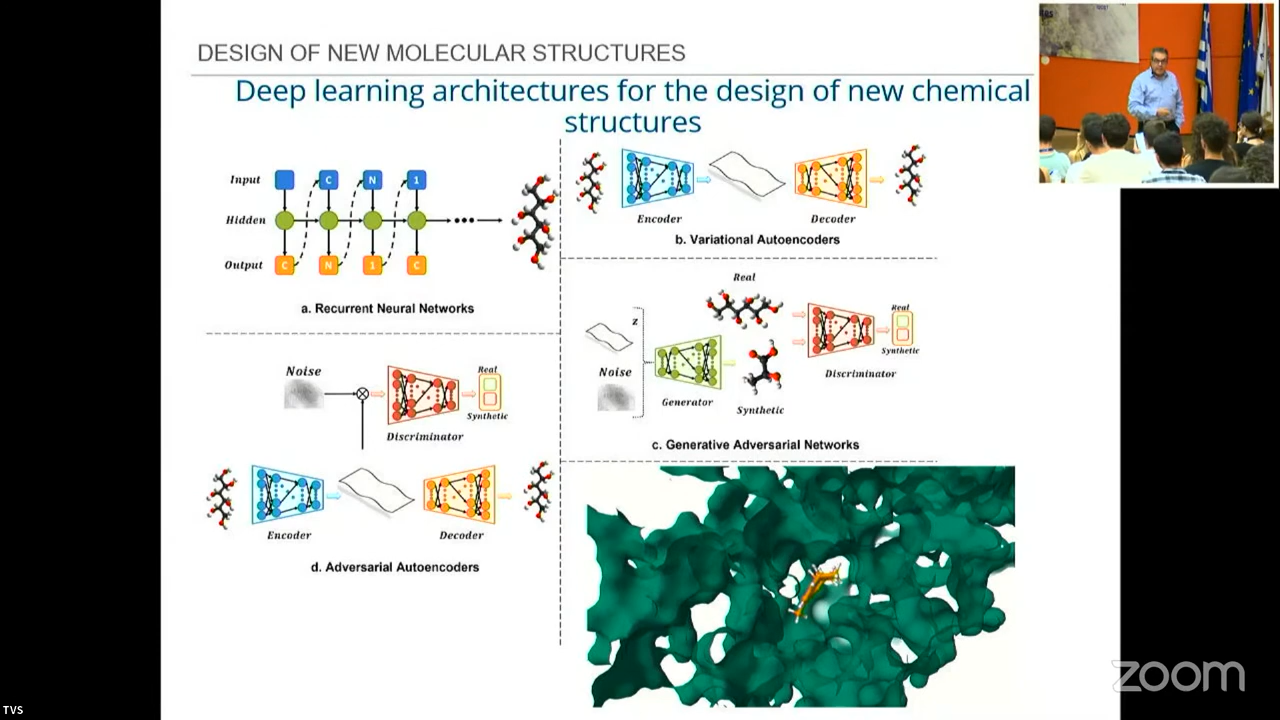 DESIGN OF NEW MOLECULAR STRUCTURES
Deep learning architectures for the design of new chemical
structures
Input
C
N
1
Hidden
Output
C
N
1
C
a. Recurrent Neural Networks
Encoder
Decoder
b. Variational Autoencoders
Real
z
Noise
Generator
Synthetic
Discriminator
Real
Synthetic
c. Generative Adversarial Networks
Noise
Discriminator
Real
Synthetic
Encoder
Decoder
d. Adversarial Autoencoders
zoom
TVS